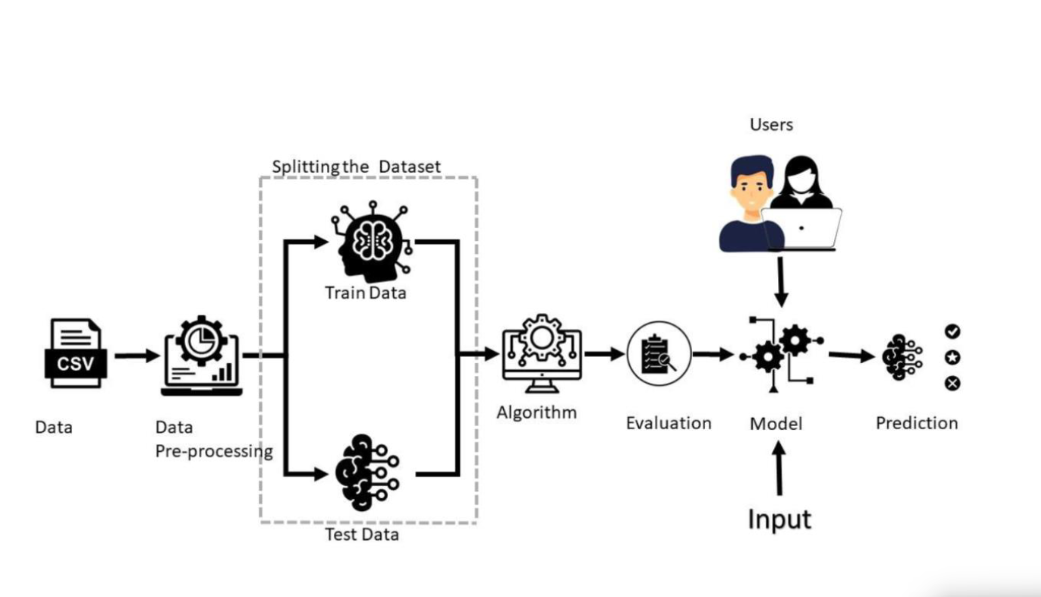 Users
Splitting the Dataset
Train Data
CSV
Data
Data
Pre-processing
Test Data
Algorithm
Evaluation
Model
Prediction
Input